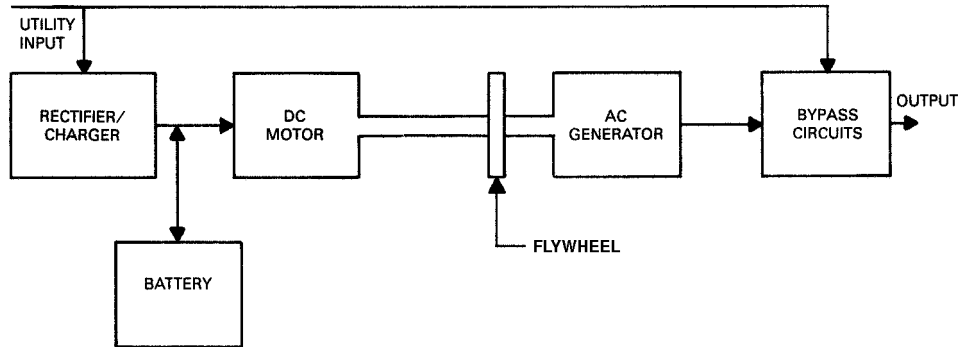 UTILITY
INPUT
RECTIFIER/
CHARGER
DC
MOTOR
AC
GENERATOR
BYPASS
CIRCUITS
OUTPUT
FLYWHEEL
BATTERY